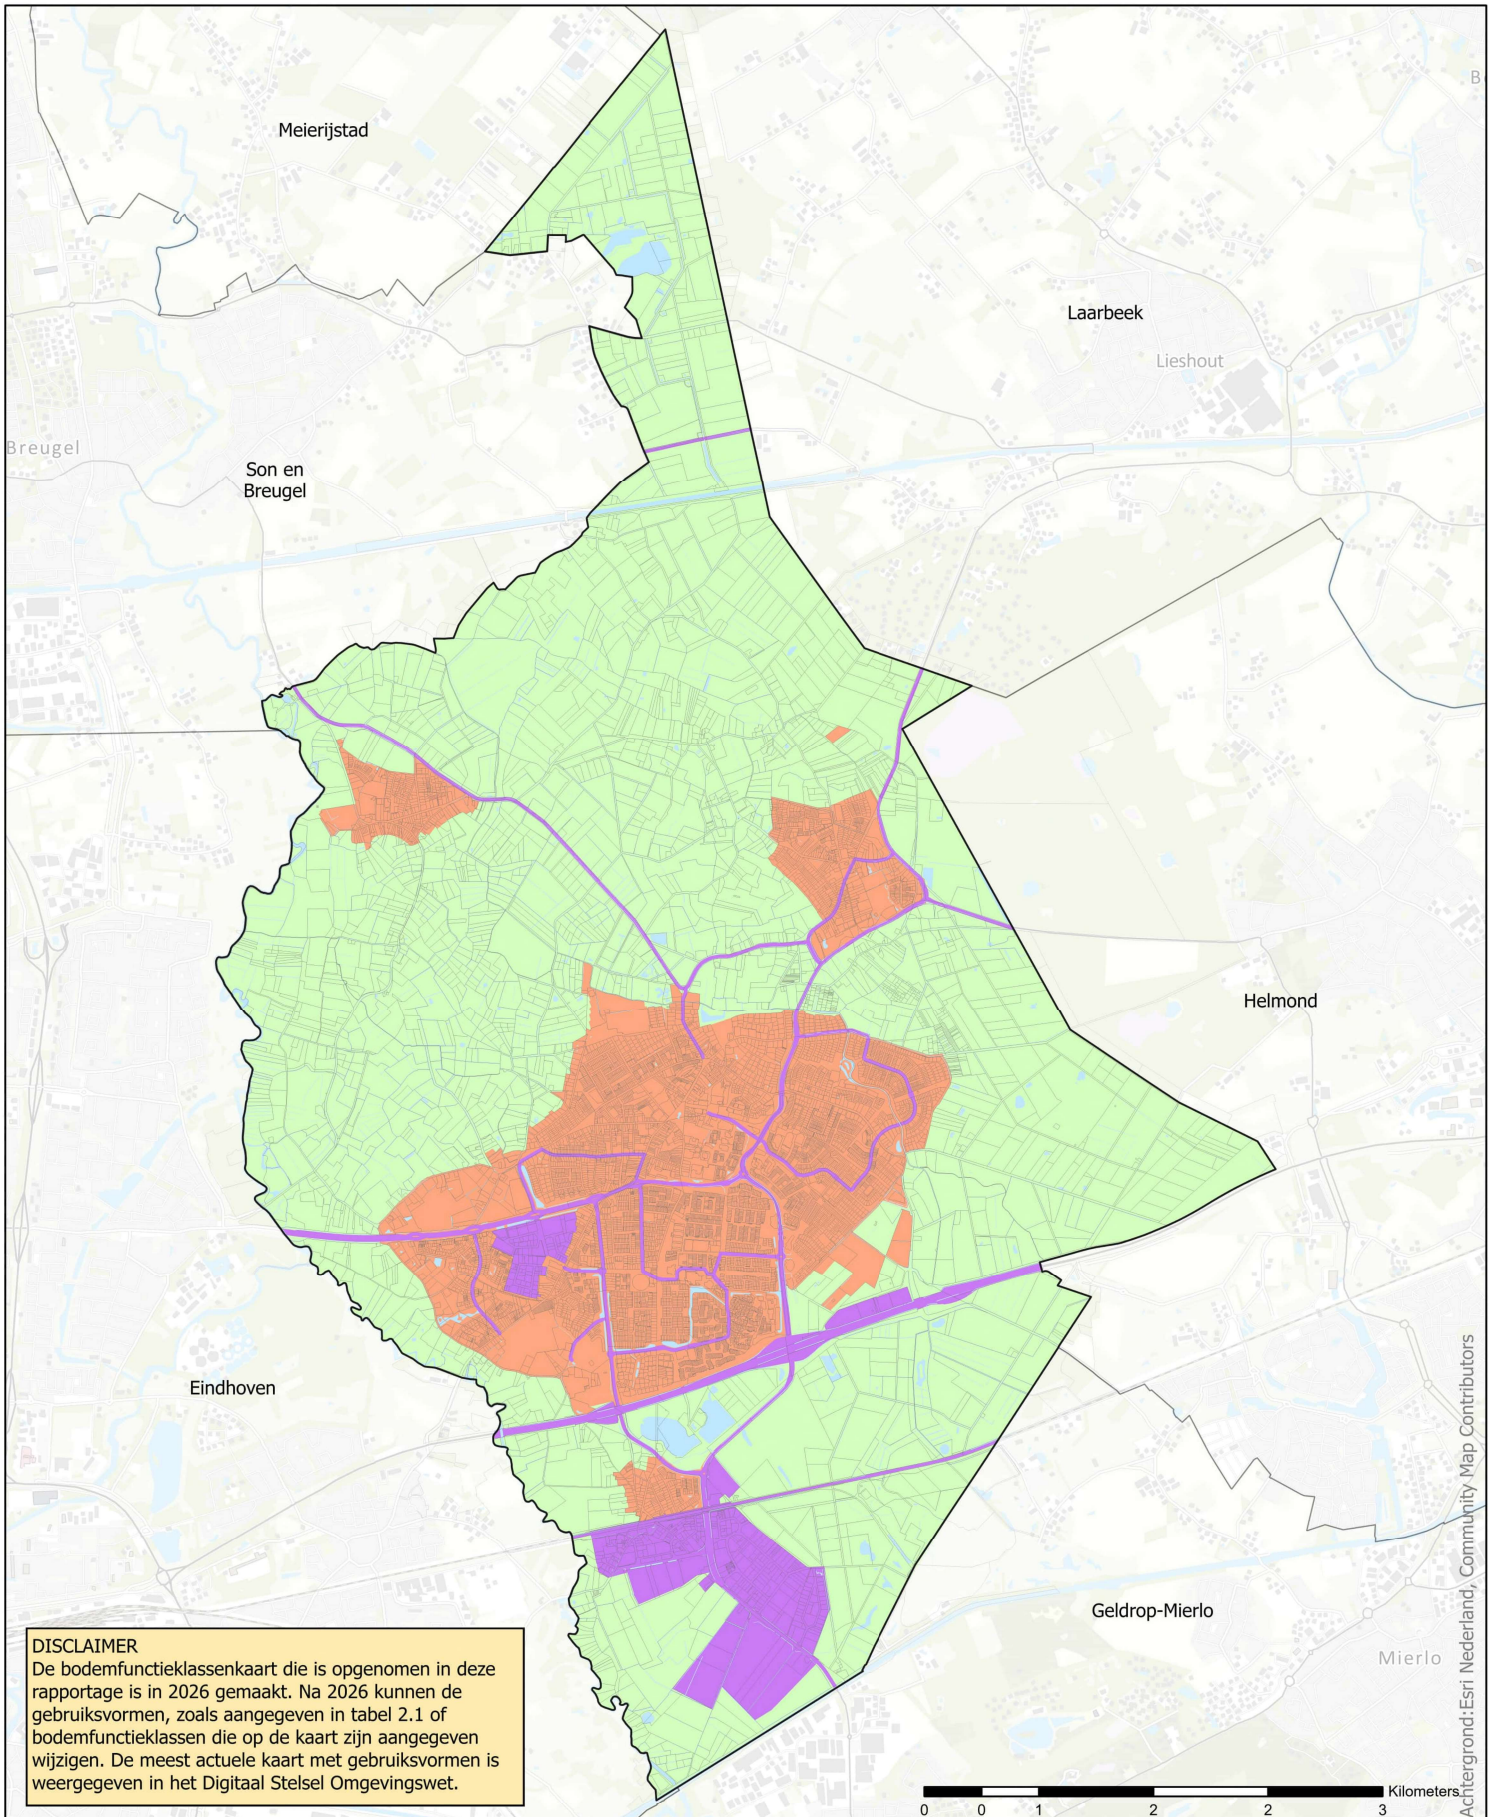 Meierijstad
B
Laarbeek
Lieshout
Breugel
Son en
Breugel
Helmond
Eindhoven
Geldrop-Mierlo
Mierlo
DISCLAIMER
De bodemfunctieklassenkaart die is opgenomen in deze
rapportage is in 2026 gemaakt. Na 2026 kunnen de
gebruiksvormen, zoals aangegeven in tabel 2.1 of
bodemfunctieklassen die op de kaart zijn aangegeven
wijzigen. De meest actuele kaart met gebruiksvormen is
weergegeven in het Digitaal Stelsel Omgevingswet.
Kilometers
0 0 1 2 2 3
Achtergrond:Esri Nederland, Community Map Contributors